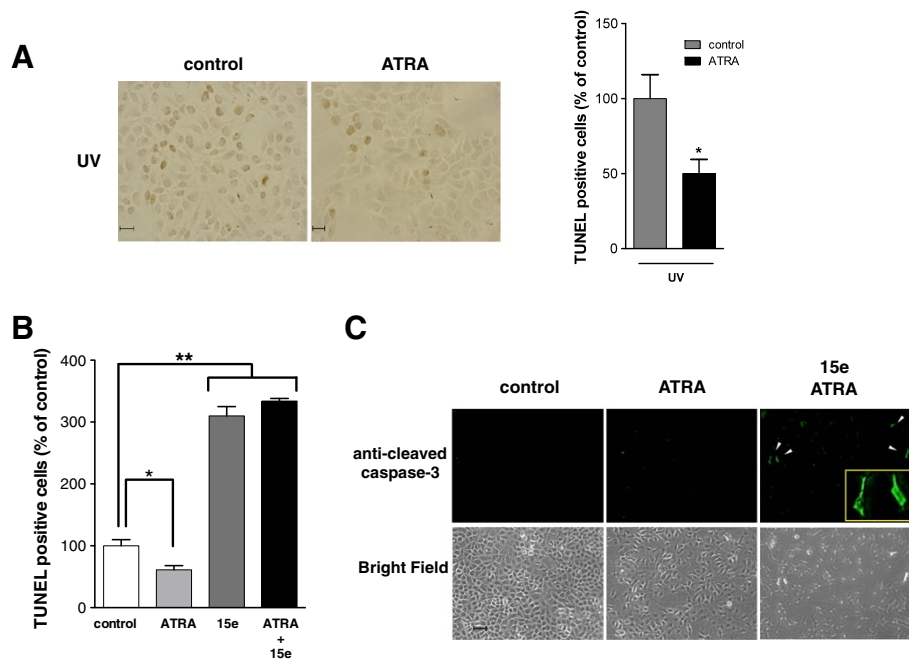 A
control
ATRA
UV
TUNEL positive cells (% of control)
150
100
50
0
control
ATRA
*
UV
B
TUNEL positive cells (% of control)
400
300
200
100
0
**
*
control
ATRA
15e
ATRA
+
15e
C
control
ATRA
15e
ATRA
anti-cleaved
caspase-3
Bright Field